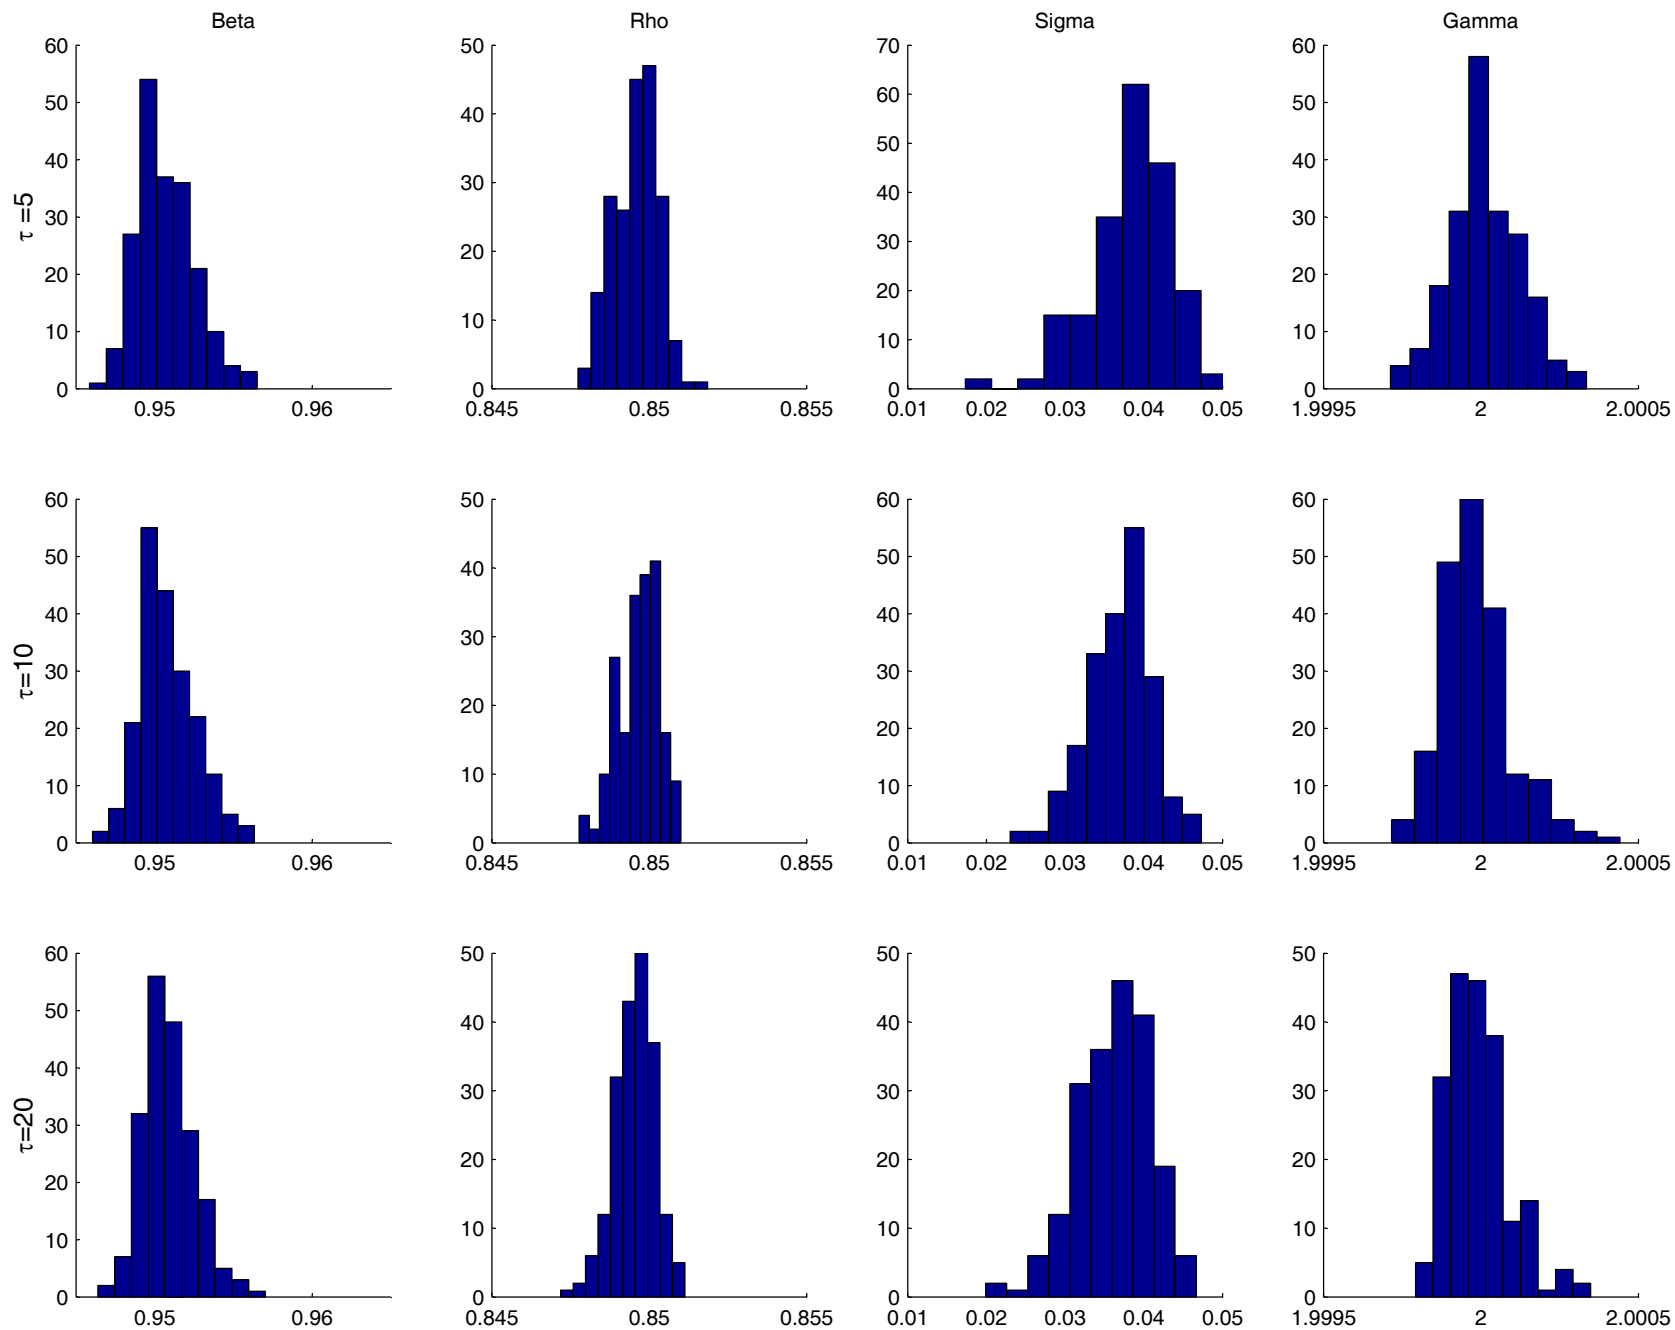 Beta Rho Sigma Gamma
60 50 70 60
50 40 60 50
40 30 50 40
30 20 40 30
20 10 30 20
10 0 20 10
0 10 0
0
τ =5
0.95 0.96 0.845 0.85 0.855 0.01 0.02 0.03 0.04 0.05 1.9995 2 2.0005
60 50 60 60
50 40 50 50
40 30 40 40
30 20 30 30
20 10 20 20
10 0 10 10
0 0 0
τ=10
0.95 0.96 0.845 0.85 0.855 0.01 0.02 0.03 0.04 0.05 1.9995 2 2.0005
60 50 50 50
50 40 40 40
40 30 30 30
30 20 20 20
20 10 10 10
10 0 0 0
0
τ=20
0.95 0.96 0.845 0.85 0.855 0.01 0.02 0.03 0.04 0.05 1.9995 2 2.0005